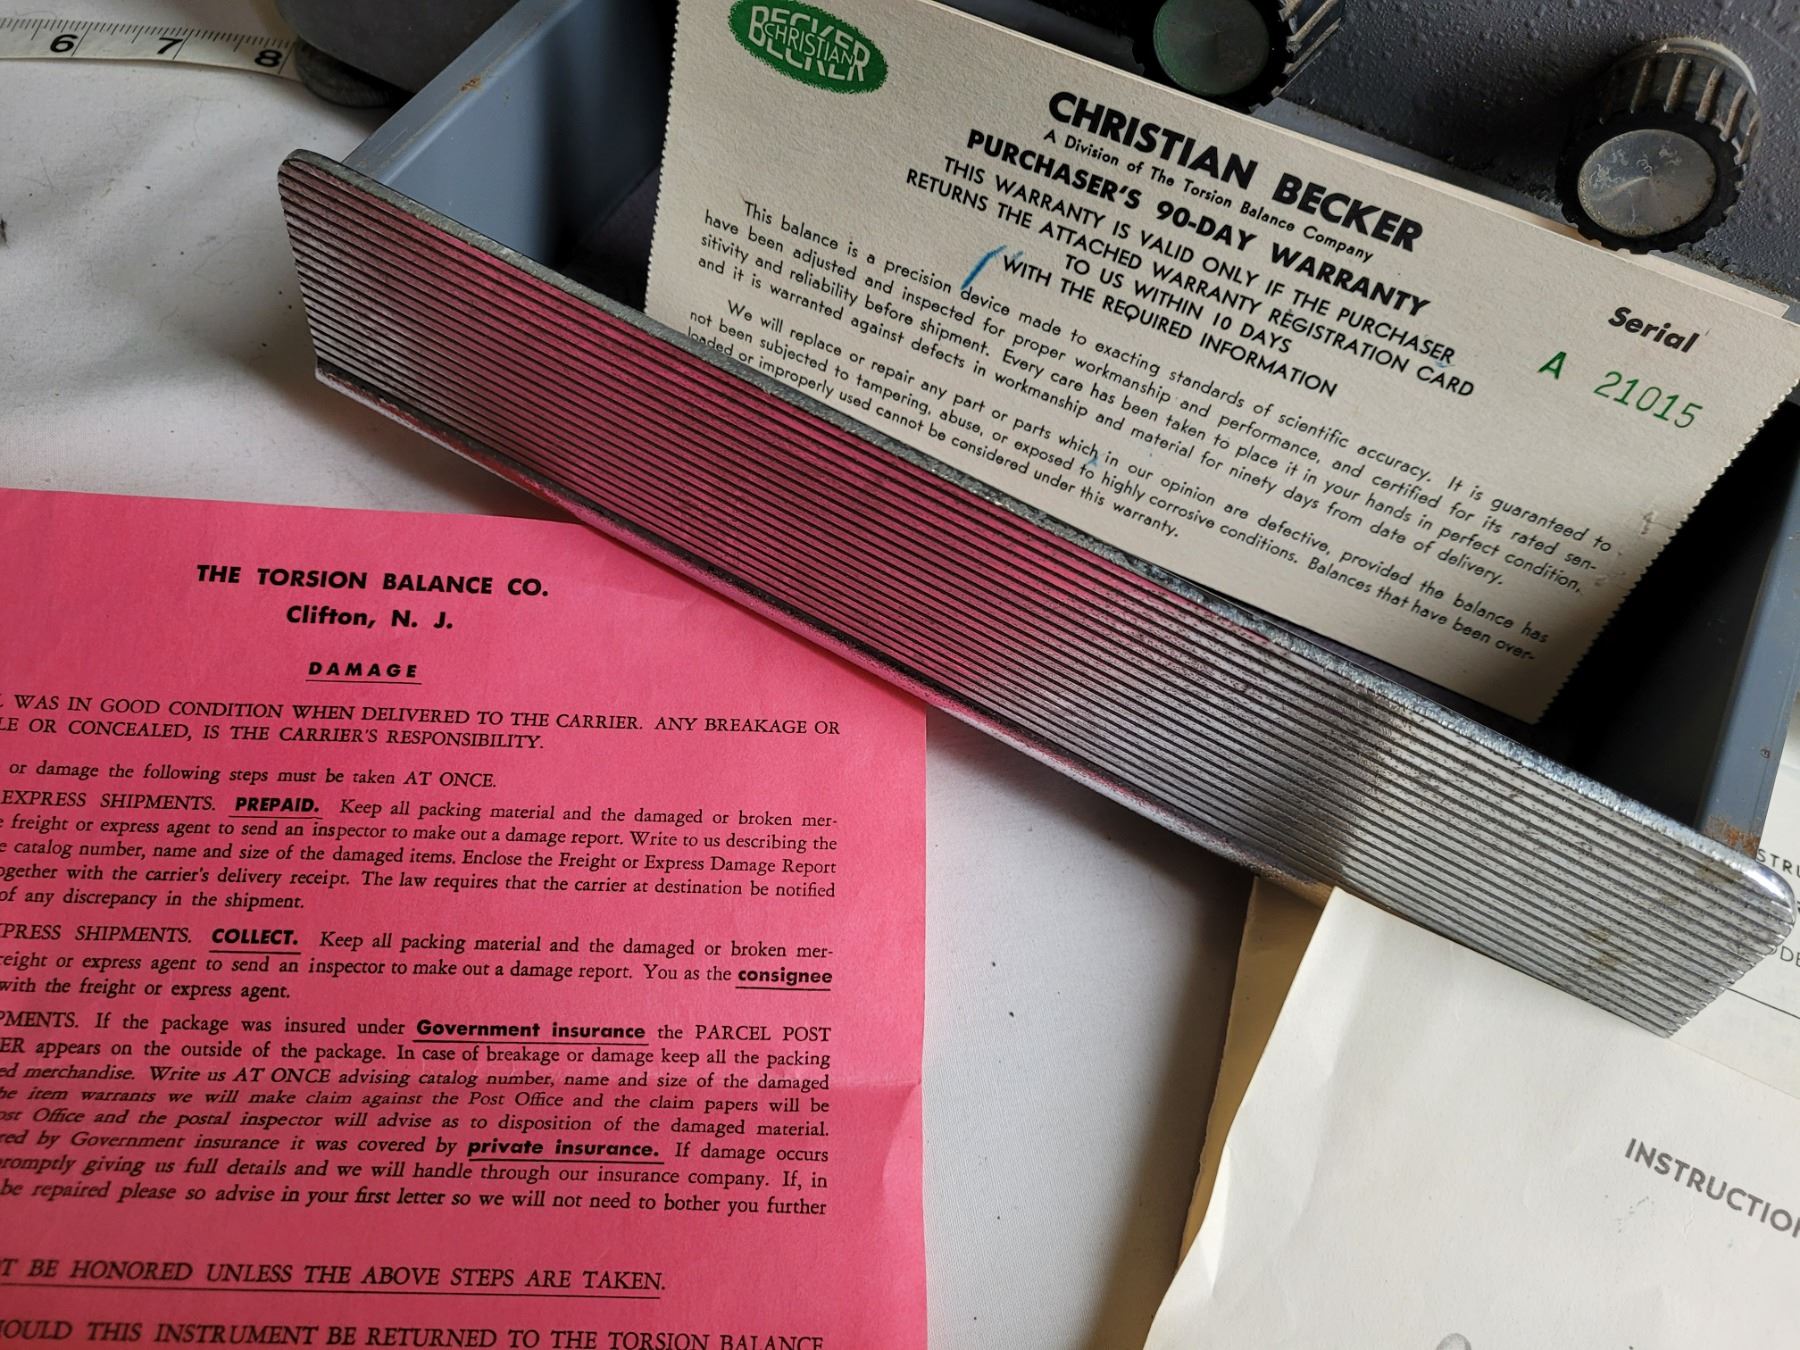 6 7 8
BECKER
CHRISTIAN
BECKER
CHRISTIAN BECKER
A Division of The Torsion Balance Company
PURCHASER'S 90-DAY WARRANTY
THIS WARRANTY IS VALID ONLY IF THE PURCHASER
RETURNS THE ATTACHED WARRANTY REGISTRATION CARD
TO US WITHIN 10 DAYS
WITH THE REQUIRED INFORMATION
Serial
A 21015
This balance is a precision device made to exacting standards of scientific accuracy. It is guaranteed to
have been adjusted and inspected for proper workmanship and performance, and certified for its rated sen-
sitivity and reliability before shipment. Every care has been taken to place it in your hands in perfect condition,
and it is warranted against defects in workmanship and material for ninety days from date of delivery.
We will replace or repair any part or parts which in our opinion are defective, provided the balance has
not been subjected to tampering, abuse, or exposed to highly corrosive conditions. Balances that have been over-
loaded or improperly used cannot be considered under this warranty.
THE TORSION BALANCE CO.
Clifton, N. J.
DAMAGE
WAS IN GOOD CONDITION WHEN DELIVERED TO THE CARRIER. ANY BREAKAGE OR
LE OR CONCEALED, IS THE CARRIER'S RESPONSIBILITY.
or damage the following steps must be taken AT ONCE.
EXPRESS SHIPMENTS. PREPAID. Keep all packing material and the damaged or broken mer-
e freight or express agent to send an inspector to make out a damage report. Write to us describing the
e catalog number, name and size of the damaged items. Enclose the Freight or Express Damage Report
ogether with the carrier's delivery receipt. The law requires that the carrier at destination be notified
of any discrepancy in the shipment.
PRESS SHIPMENTS. COLLECT. Keep all packing material and the damaged or broken mer-
reight or express agent to send an inspector to make out a damage report. You as the consignee
with the freight or express agent.
PMENTS. If the package was insured under Government insurance the PARCEL POST
ER appears on the outside of the package. In case of breakage or damage keep all the packing
ed merchandise. Write us AT ONCE advising catalog number, name and size of the damaged
he item warrants we will make claim against the Post Office and the claim papers will be
ost Office and the postal inspector will advise as to disposition of the damaged material.
red by Government insurance it was covered by private insurance. If damage occurs
promptly giving us full details and we will handle through our insurance company. If, in
be repaired please so advise in your first letter so we will not need to bother you further
T BE HONORED UNLESS THE ABOVE STEPS ARE TAKEN.
OULD THIS INSTRUMENT BE RETURNED TO THE TORSION BALANCE
STRU
ODE
INSTRUCTIO